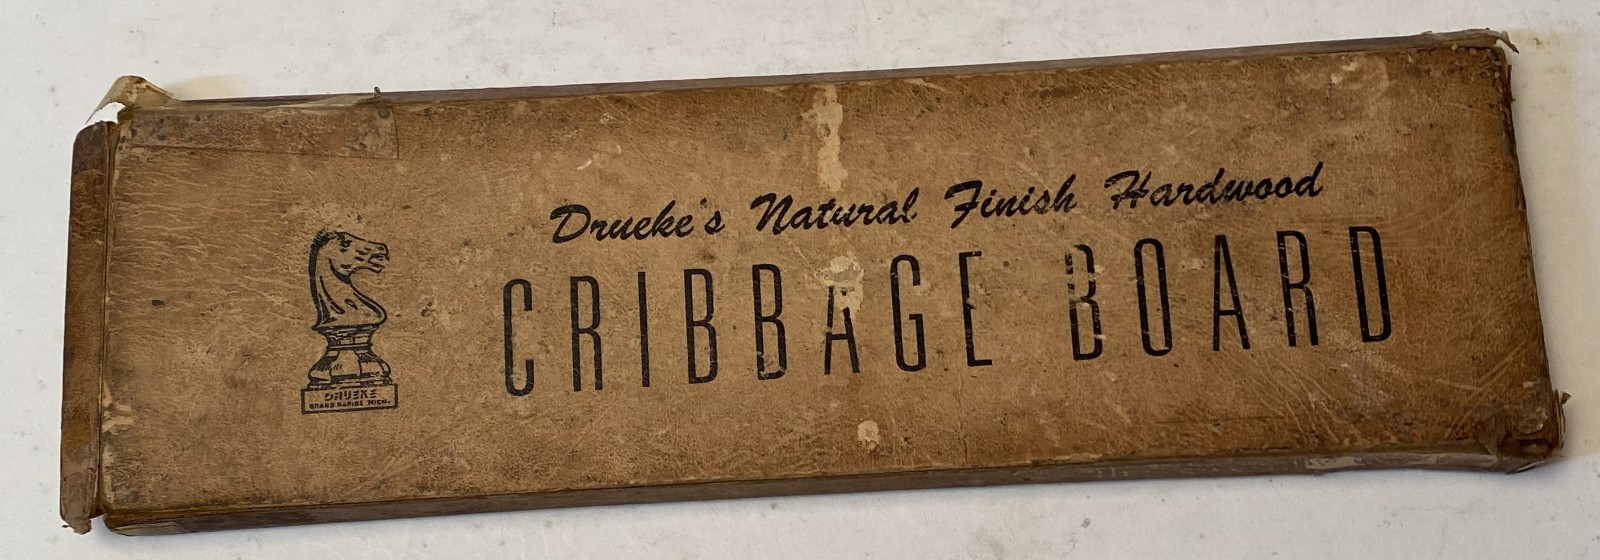 Drueke's Natural Finish Hardwood
CRIBBAGE BOARD
DRUEKE
GRAND RAPIDS MICH.